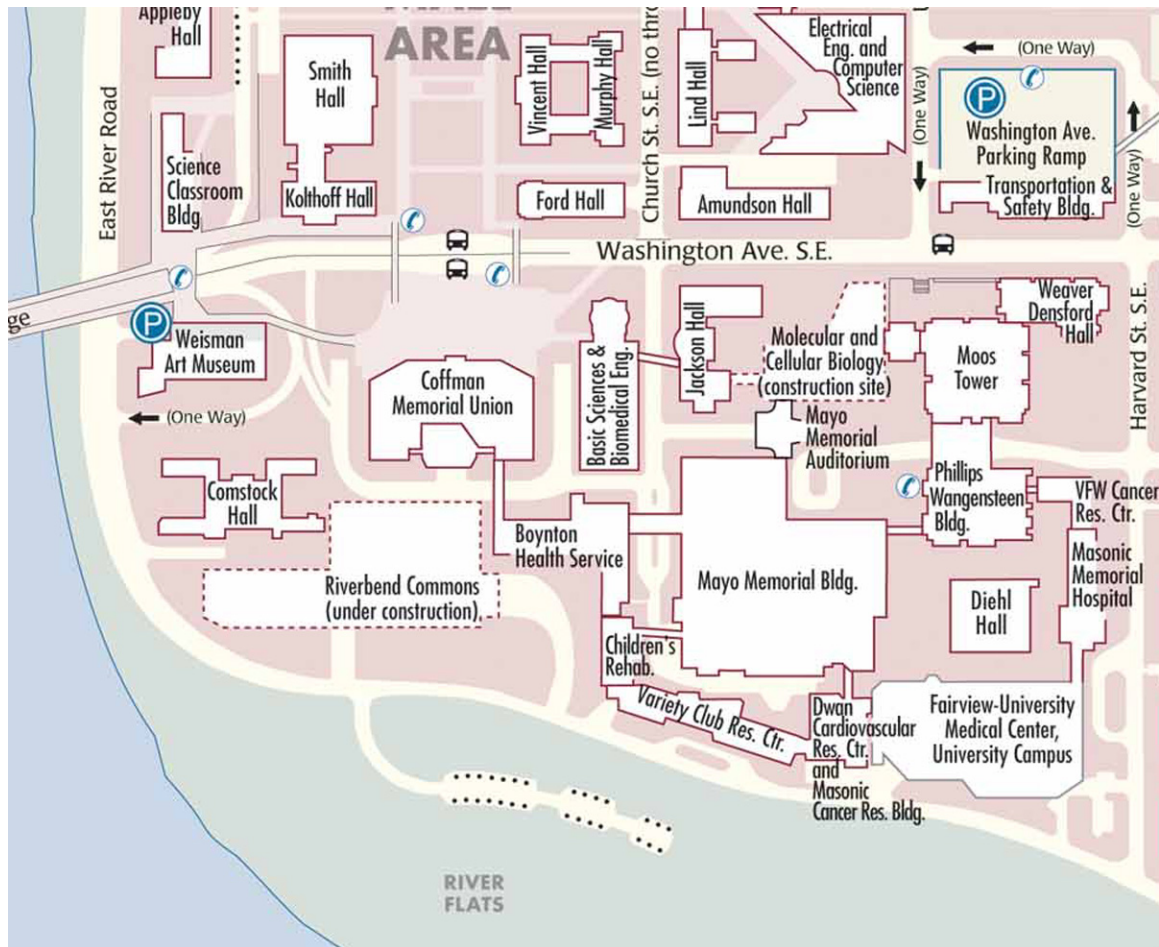 Appleby
Hall
AREA
Smith
Hall
Vincent Hall
Murphy Hall
Church St. S.E. (no thro
Lind Hall
Electrical
Eng. and
Computer
Science
(One Way)
(One Way)
P
Washington Ave.
Parking Ramp
(One Way)
Transportation &
Safety Bldg.
East River Road
Science
Classroom
Bldg.
Kolthoff Hall
Ford Hall
Amundson Hall
Washington Ave. S.E.
ge
P
Weisman
Art Museum
(One Way)
Coffman
Memorial Union
Basic Sciences &
Biomedical Eng.
Jackson Hall
Molecular and
Cellular Biology
(construction site)
Weaver
Densford
Hall
Moos
Tower
Harvard St. S.E.
Mayo
Memorial
Auditorium
Comstock
Hall
Phillips
Wangensteen
Bldg.
VFW Cancer
Res. Ctr.
Boynton
Health Service
Riverbend Commons
(under construction)
Mayo Memorial Bldg.
Masonic
Memorial
Hospital
Diehl
Hall
Children's
Rehab.
Variety Club Res. Ctr.
Dwan
Cardiovascular
Res. Ctr.
and
Masonic
Cancer Res. Bldg.
Fairview-University
Medical Center,
University Campus
RIVER
FLATS